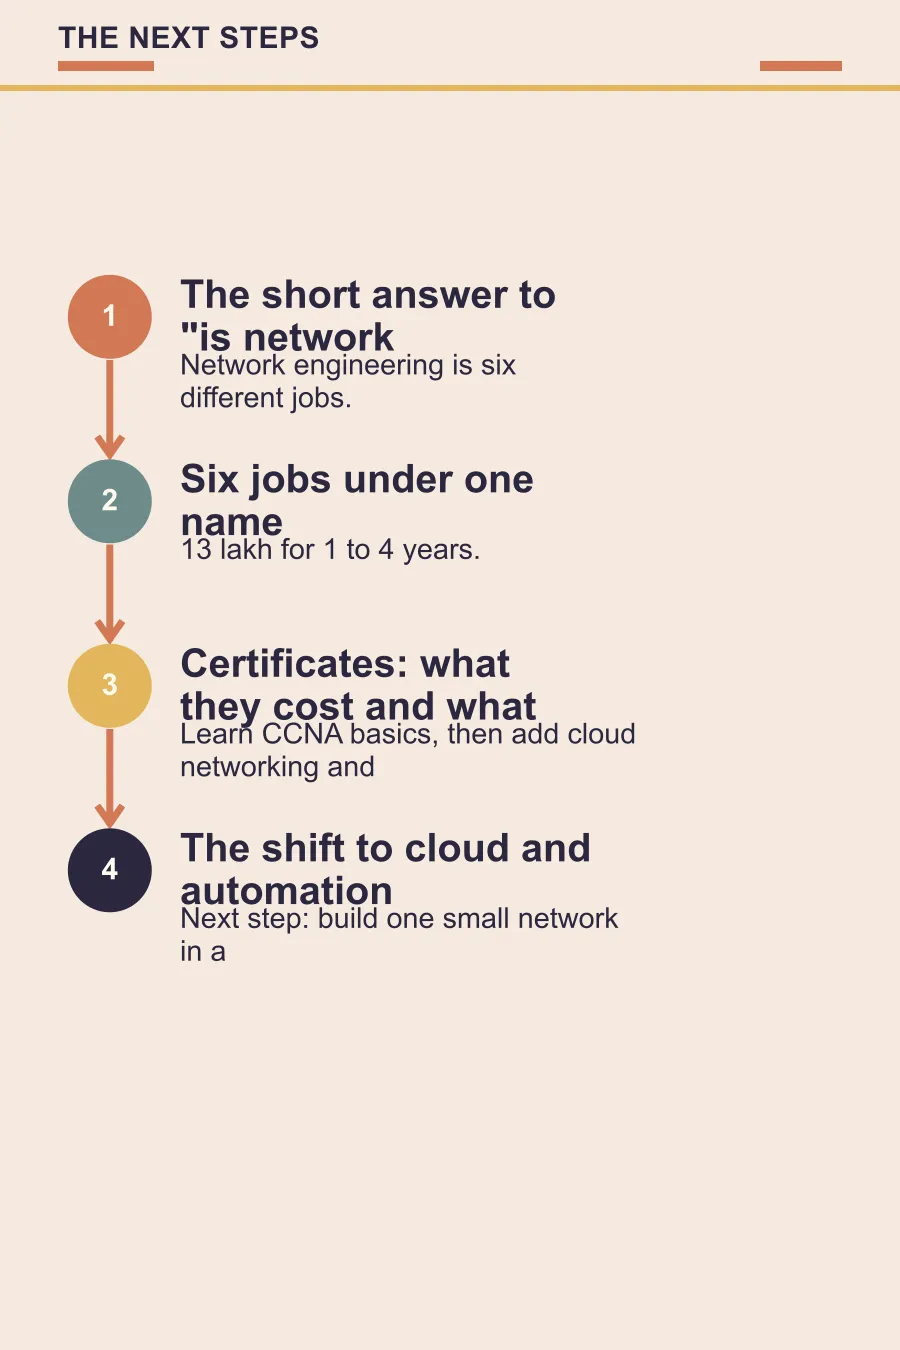 THE NEXT STEPS
1
The short answer to
"is network
Network engineering is six
different jobs.
2
Six jobs under one
name
13 lakh for 1 to 4 years.
3
Certificates: what
they cost and what
Learn CCNA basics, then add cloud
networking and
4
The shift to cloud and
automation
Next step: build one small network
in a